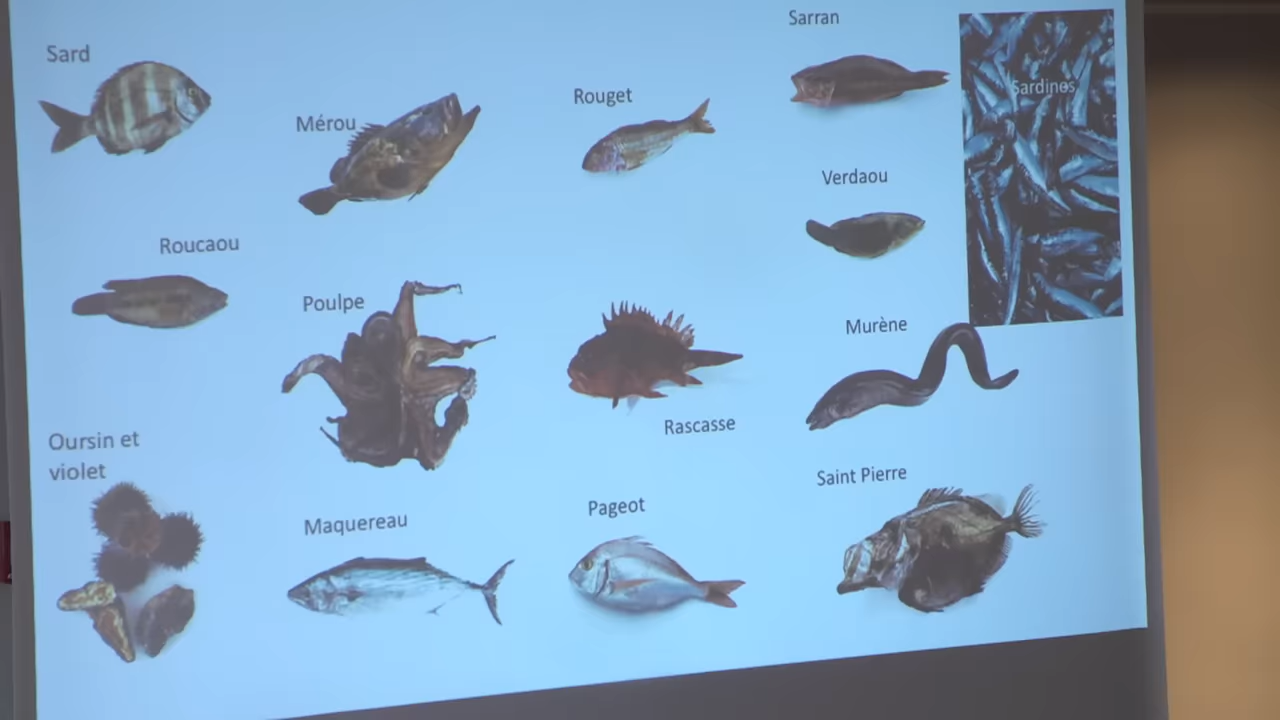 Sard
Mérou
Rouget
Sarran
Sardines
Verdaou
Roucaou
Poulpe
Murène
Rascasse
Oursin et
violet
Maquereau
Pageot
Saint Pierre